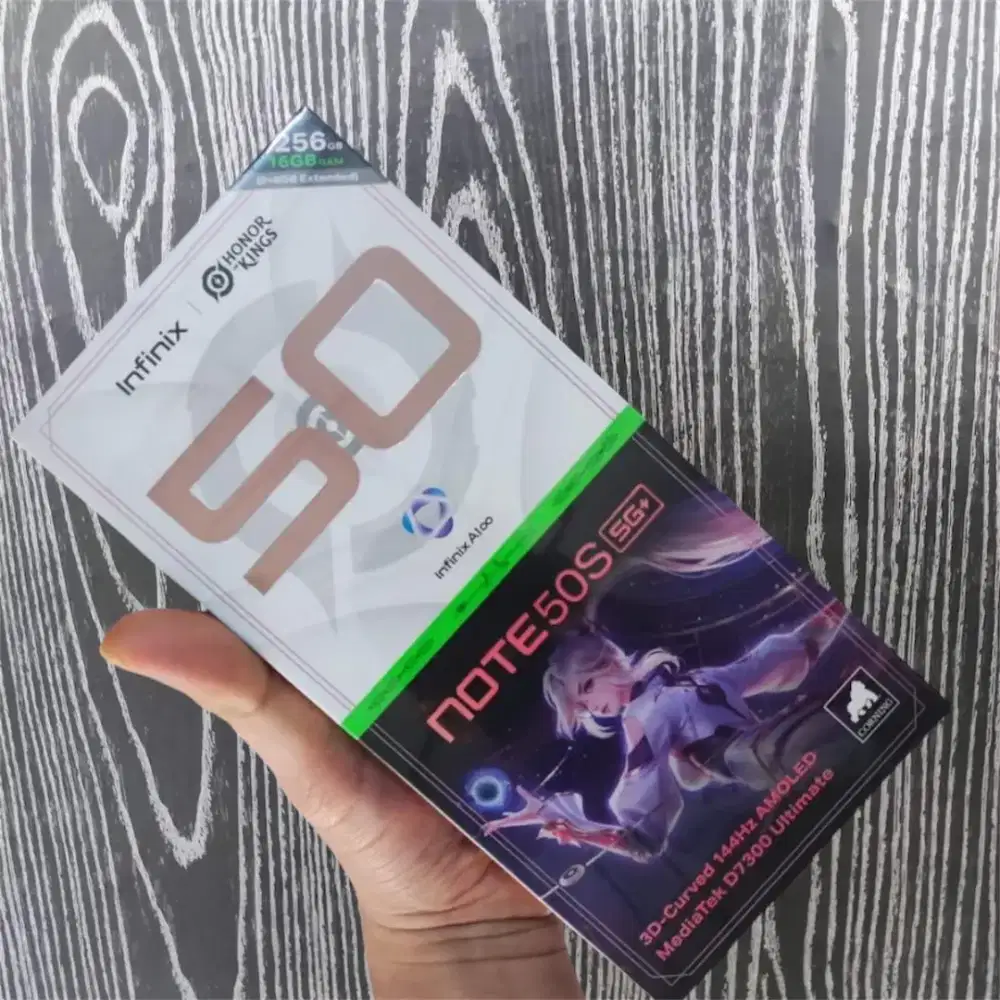 256GB
16GB RAM
(8+8GB Extended)
Infinix | HONOR OF KINGS
50
Infinix AI∞
NOTE 50S 5G+
CORNING
3D-Curved 144Hz AMOLED
MediaTek D7300 Ultimate